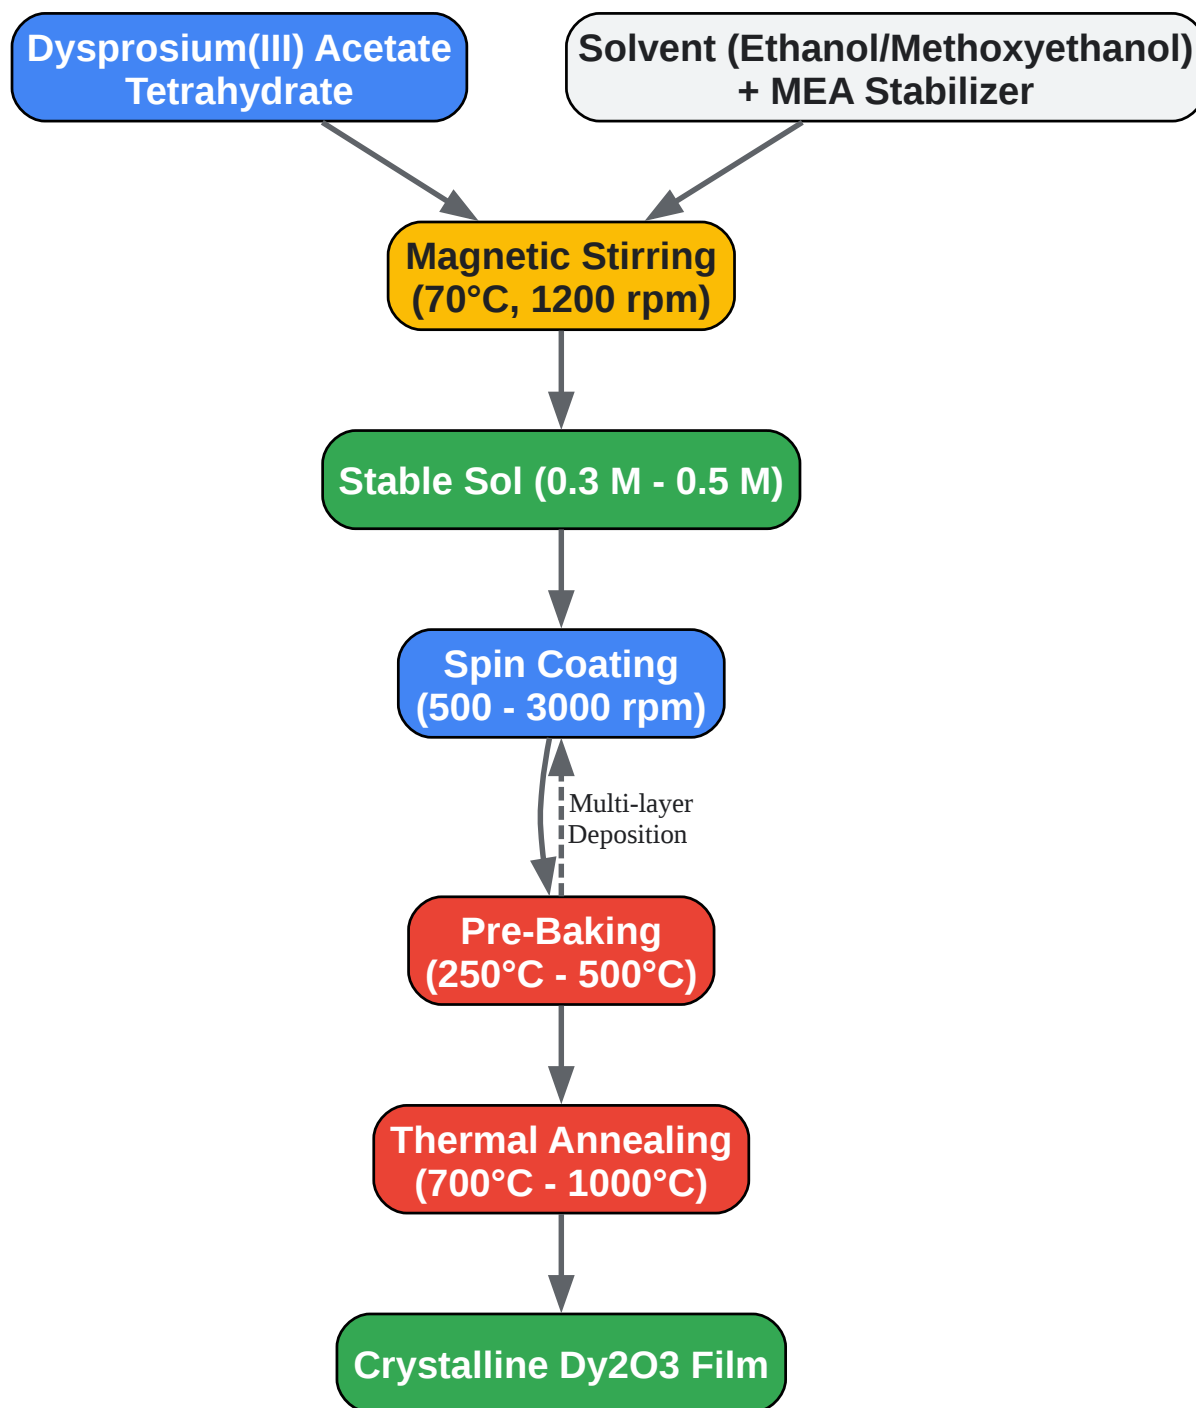 Dysprosium(III) Acetate
Tetrahydrate
Solvent (Ethanol/Methoxyethanol)
+ MEA Stabilizer
Magnetic Stirring
(70°C, 1200 rpm)
Stable Sol (0.3 M - 0.5 M)
Spin Coating
(500 - 3000 rpm)
Multi-layer
Deposition
Pre-Baking
(250°C - 500°C)
Thermal Annealing
(700°C - 1000°C)
Crystalline Dy2O3 Film